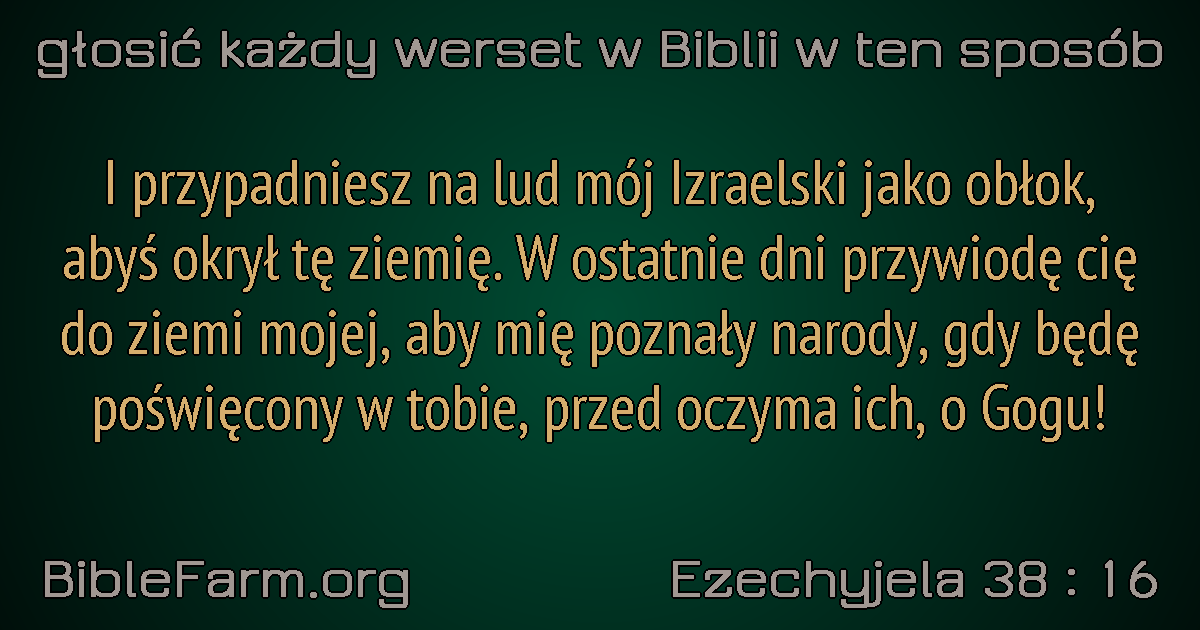 głosić każdy werset w Biblii w ten sposób
I przypadniesz na lud mój Izraelski jako obłok,
abyś okrył tę ziemię. W ostatnie dni przywiodę cię
do ziemi mojej, aby mię poznały narody, gdy będę
poświęcony w tobie, przed oczyma ich, o Gogu!
BibleFarm.org
Ezechyjela 38 : 16